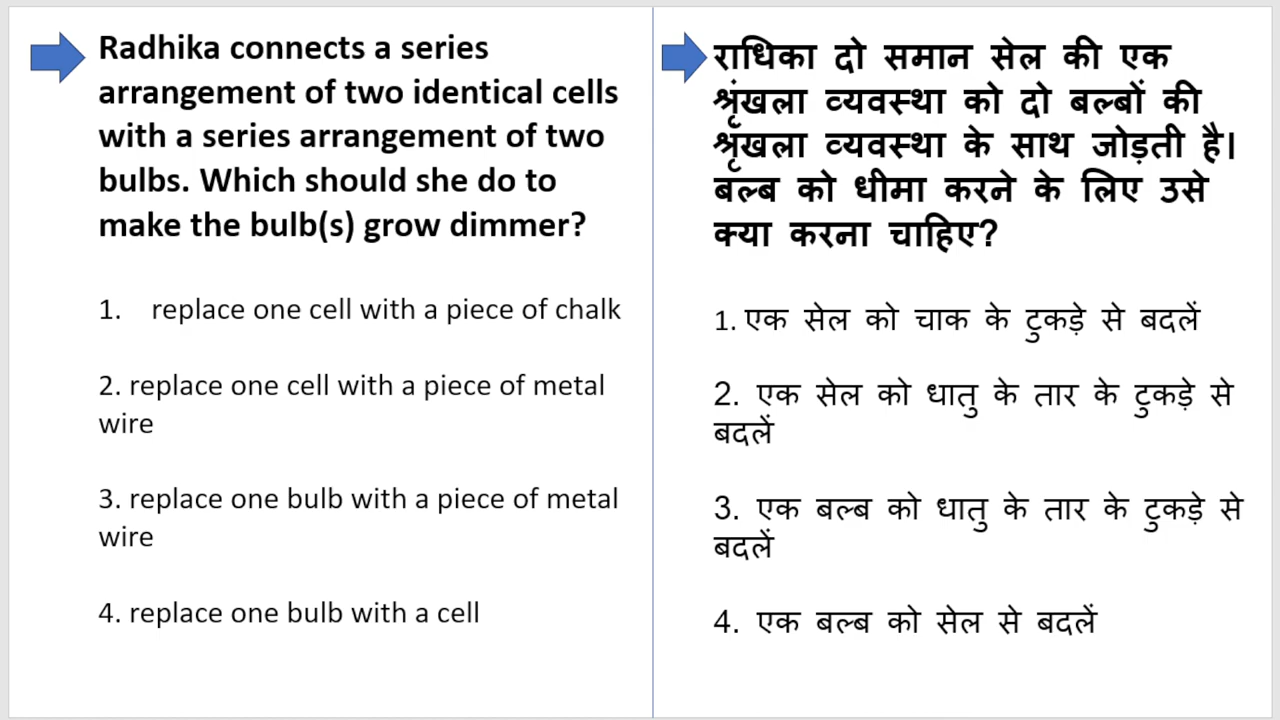 Radhika connects a series
arrangement of two identical cells
with a series arrangement of two
bulbs. Which should she do to
make the bulb(s) grow dimmer?
1. replace one cell with a piece of chalk
2. replace one cell with a piece of metal
wire
3. replace one bulb with a piece of metal
wire
4. replace one bulb with a cell
राधिका दो समान सेल की एक
श्रृंखला व्यवस्था को दो बल्बों की
श्रृंखला व्यवस्था के साथ जोड़ती है।
बल्ब को धीमा करने के लिए उसे
क्या करना चाहिए?
1. एक सेल को चाक के टुकड़े से बदलें
2. एक सेल को धातु के तार के टुकड़े से
बदलें
3. एक बल्ब को धातु के तार के टुकड़े से
बदलें
4. एक बल्ब को सेल से बदलें